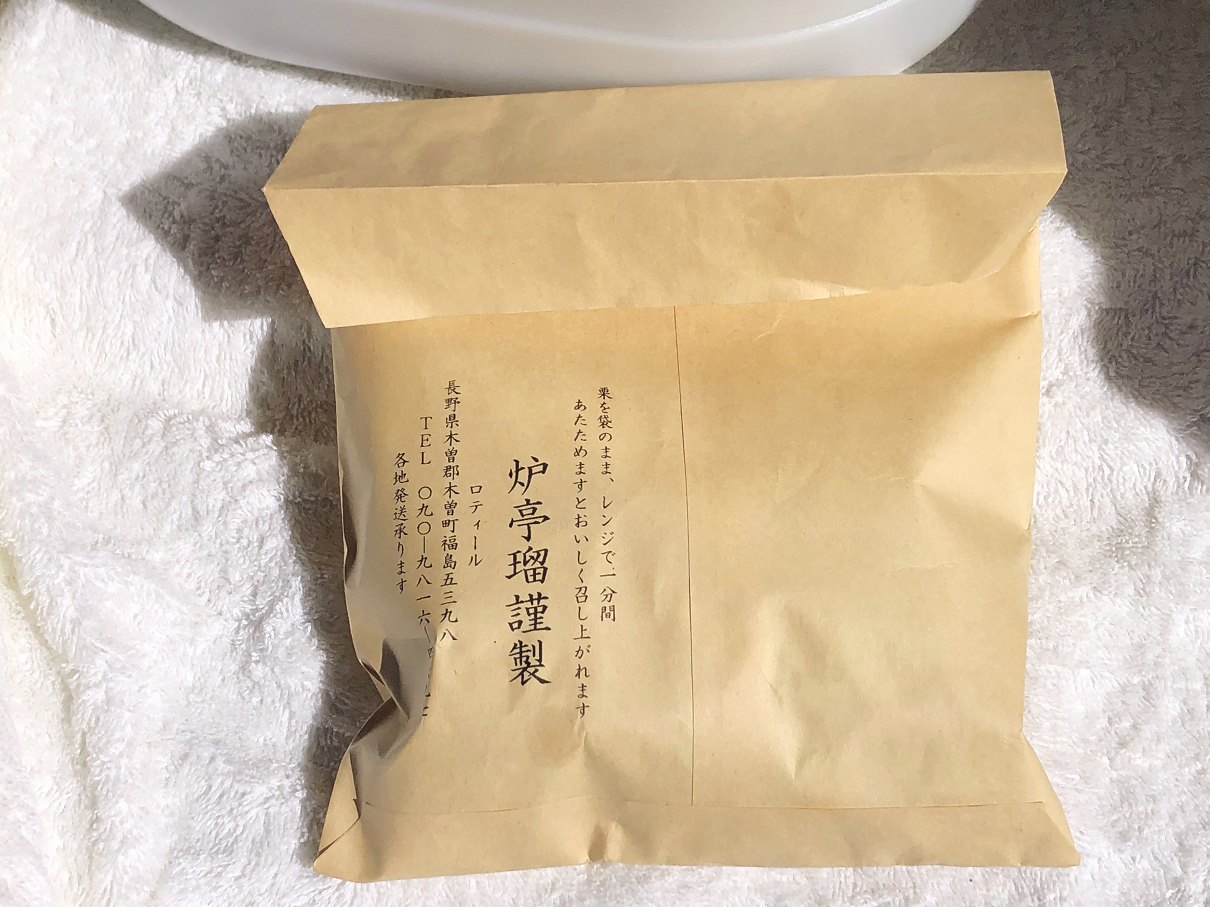 栗を袋のまま、レンジで一分間
あたためますとおいしく召し上がれます
炉亭瑠謹製
ロティール
長野県木曽郡木曽町福島五三九八
TEL 〇九〇―九八一六
各地発送承ります